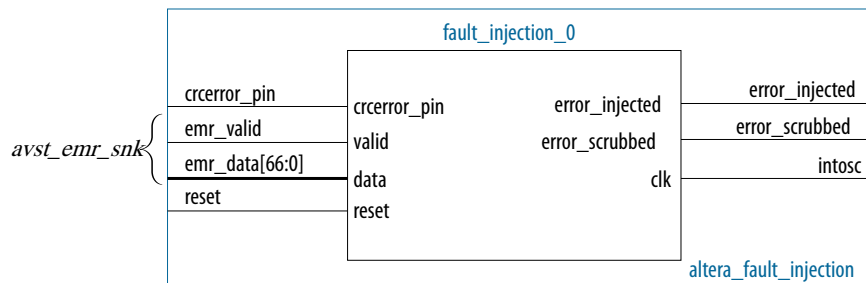 fault_injection_0
crcerror_pin
crcerror_pin
error_injected
error_injected
avst_emr_snk
emr_valid
valid
error_scrubbed
error_scrubbed
emr_data[66:0]
data
clk
intosc
reset
reset
altera_fault_injection